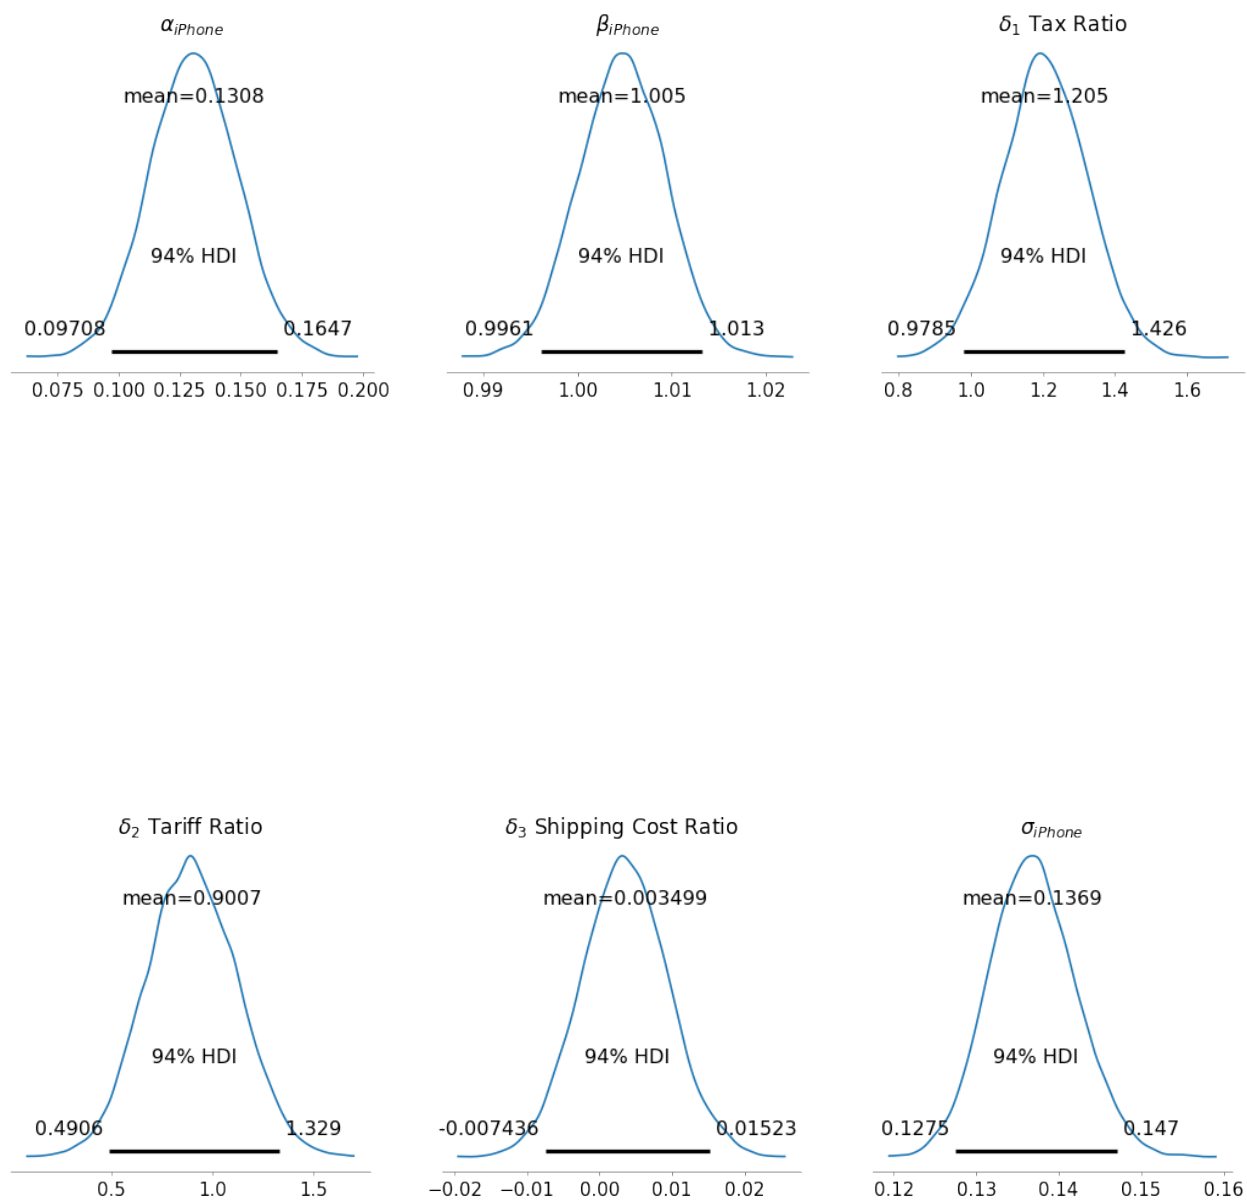 α_iPhone
β_iPhone
δ₁ Tax Ratio
mean=0.1308
mean=1.005
mean=1.205
94% HDI
94% HDI
94% HDI
0.09708
0.1647
0.9961
1.013
0.9785
1.426
0.075 0.100 0.125 0.150 0.175 0.200
0.99 1.00 1.01 1.02
0.8 1.0 1.2 1.4 1.6
δ₂ Tariff Ratio
δ₃ Shipping Cost Ratio
σ_iPhone
mean=0.9007
mean=0.003499
mean=0.1369
94% HDI
94% HDI
94% HDI
0.4906
1.329
-0.007436
0.01523
0.1275
0.147
0.5 1.0 1.5
−0.02 −0.01 0.00 0.01 0.02
0.12 0.13 0.14 0.15 0.16